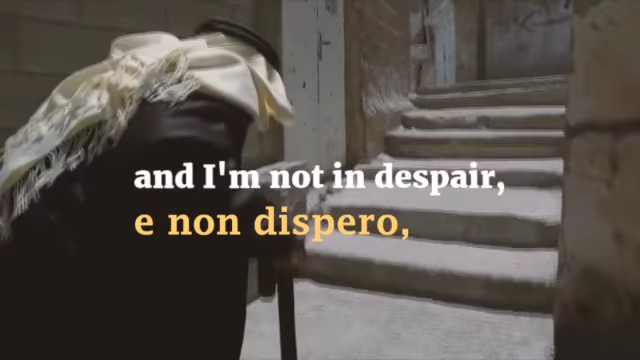 and I'm not in despair,
e non dispero,